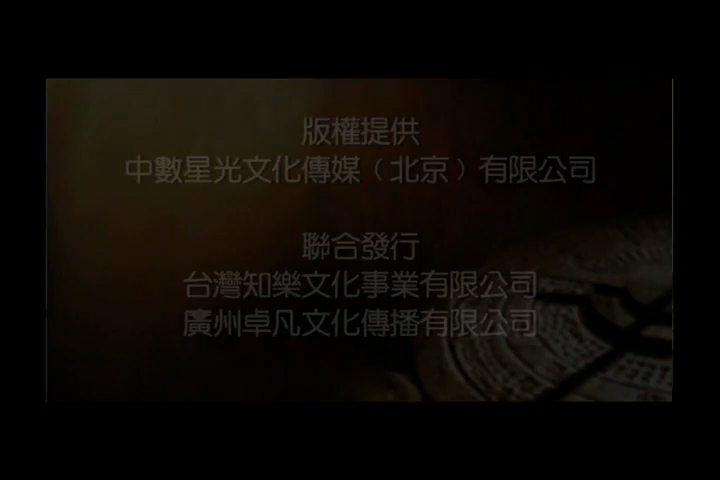 版權提供
中數星光文化傳媒（北京）有限公司
聯合發行
台灣知樂文化事業有限公司
廣州卓凡文化傳播有限公司